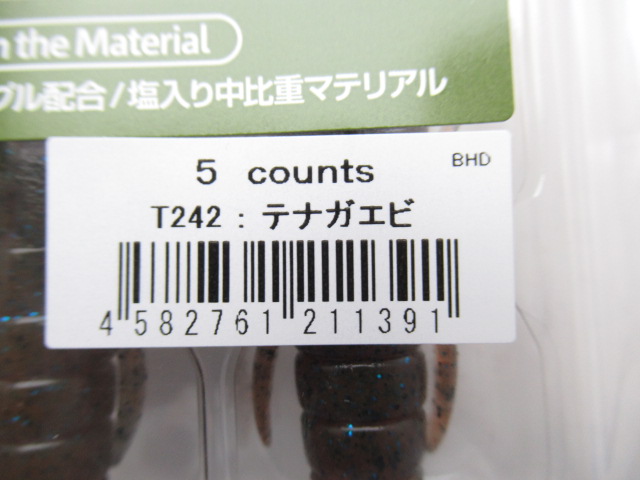 n the Material
プル配合/塩入り中比重マテリアル
5 counts
BHD
T242 : テナガエビ
4 582761 211391